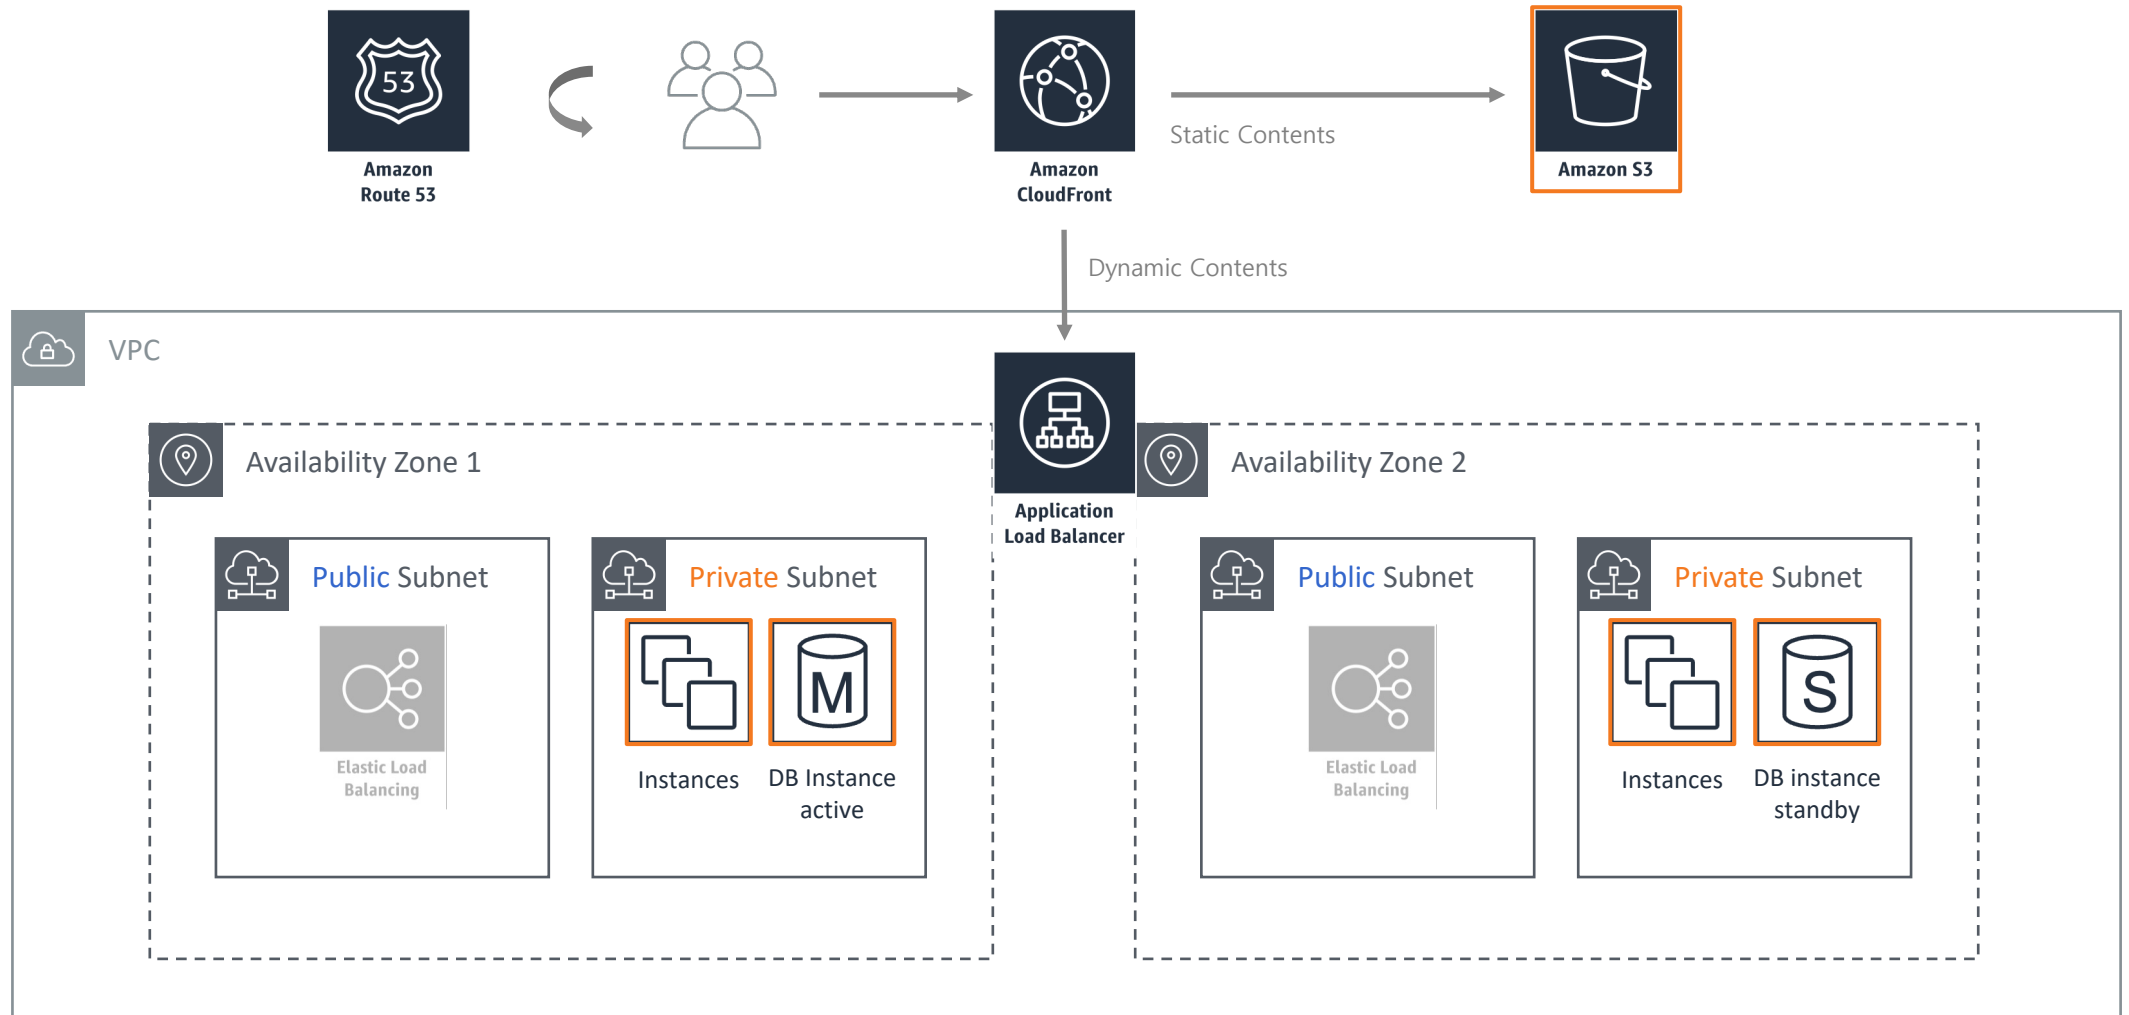 53
Amazon
Route 53
Amazon
CloudFront
Static Contents
Amazon S3
Dynamic Contents
VPC
Application
Load Balancer
Availability Zone 1
Public Subnet
Elastic Load
Balancing
Private Subnet
M
Instances
DB Instance
active
Availability Zone 2
Public Subnet
Elastic Load
Balancing
Private Subnet
S
Instances
DB instance
standby